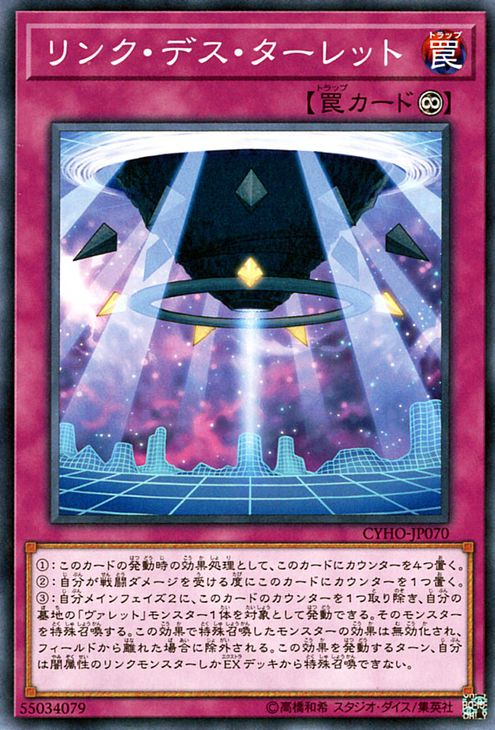 リンク・デス・ターレット
罠
トラップ
【罠カード】
トラップ
CYHO-JP070
①:このカードの発動時の効果処理として、このカードにカウンターを4つ置く。
②:自分が戦闘ダメージを受ける度にこのカードにカウンターを1つ置く。
③:自分メインフェイズ2に、このカードのカウンターを1つ取り除き、自分の
墓地の「ヴァレット」モンスター1体を対象として発動できる。そのモンスター
を特殊召喚する。この効果で特殊召喚したモンスターの効果は無効化され、
フィールドから離れた場合に除外される。この効果を発動するターン、自分
は闇属性のリンクモンスターしかEXデッキから特殊召喚できない。
55034079
©高橋和希 スタジオ・ダイス/集英社